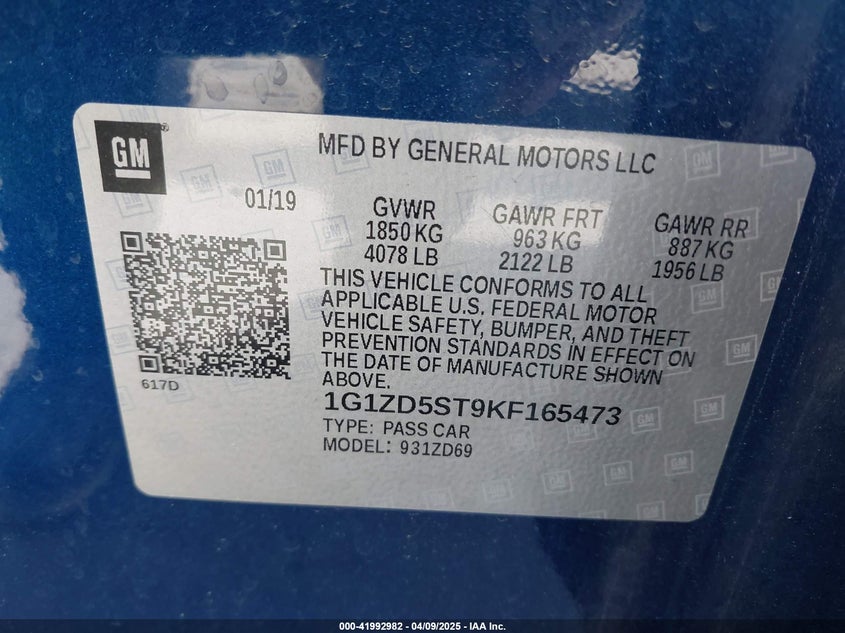 GM
MFD BY GENERAL MOTORS LLC
01/19
GVWR
1850 KG
4078 LB
GAWR FRT
963 KG
2122 LB
GAWR RR
887 KG
1956 LB
THIS VEHICLE CONFORMS TO ALL
APPLICABLE U.S. FEDERAL MOTOR
VEHICLE SAFETY, BUMPER, AND THEFT
PREVENTION STANDARDS IN EFFECT ON
THE DATE OF MANUFACTURE SHOWN
ABOVE.
617D
1G1ZD5ST9KF165473
TYPE: PASS CAR
MODEL: 931ZD69
000-41992982 - 04/09/2025 - IAA Inc.